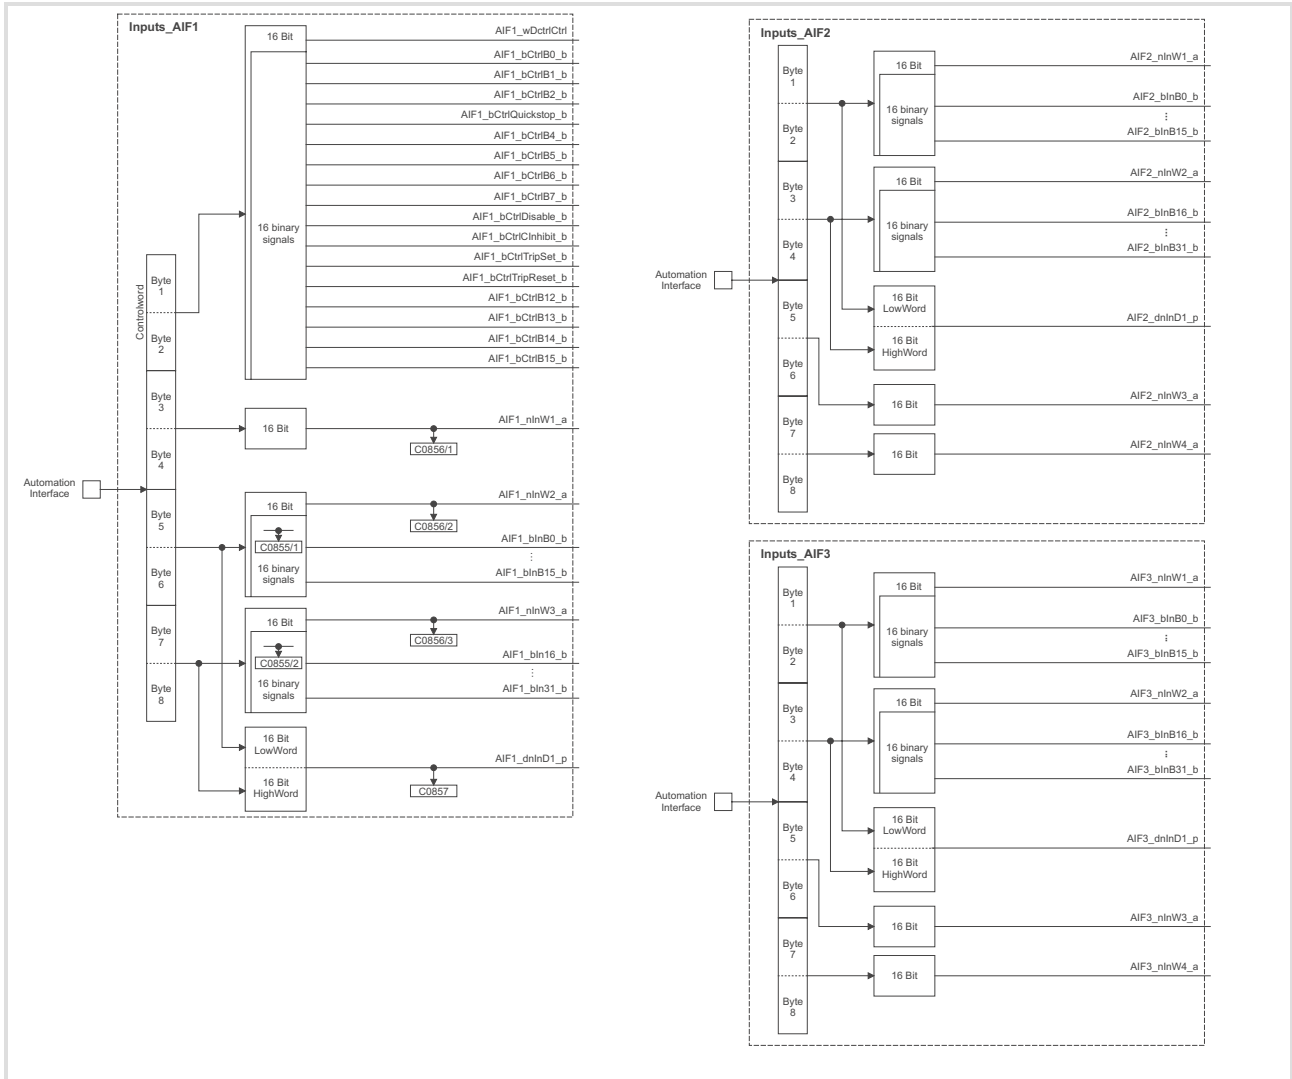 Inputs_AIF1
16 Bit
AIF1_wDctrlCtrl
AIF1_bCtrlB0_b
AIF1_bCtrlB1_b
AIF1_bCtrlB2_b
AIF1_bCtrlQuickstop_b
AIF1_bCtrlB4_b
AIF1_bCtrlB5_b
AIF1_bCtrlB6_b
AIF1_bCtrlB7_b
16 binary
signals
AIF1_bCtrlDisable_b
AIF1_bCtrlCInhibit_b
AIF1_bCtrlTripSet_b
AIF1_bCtrlTripReset_b
AIF1_bCtrlB12_b
AIF1_bCtrlB13_b
AIF1_bCtrlB14_b
AIF1_bCtrlB15_b
Controlword
Byte
1
Byte
2
Byte
3
Byte
4
Byte
5
Byte
6
Byte
7
Byte
8
Automation
Interface
16 Bit
AIF1_nInW1_a
C0856/1
16 Bit
AIF1_nInW2_a
C0856/2
C0855/1
16 binary
signals
AIF1_bInB0_b
⋮
AIF1_bInB15_b
16 Bit
AIF1_nInW3_a
C0856/3
C0855/2
16 binary
signals
AIF1_bIn16_b
⋮
AIF1_bIn31_b
16 Bit
LowWord
16 Bit
HighWord
AIF1_dnInD1_p
C0857
Inputs_AIF2
Byte
1
Byte
2
Byte
3
Byte
4
Byte
5
Byte
6
Byte
7
Byte
8
Automation
Interface
16 Bit
AIF2_nInW1_a
16 binary
signals
AIF2_bInB0_b
⋮
AIF2_bInB15_b
16 Bit
AIF2_nInW2_a
16 binary
signals
AIF2_bInB16_b
⋮
AIF2_bInB31_b
16 Bit
LowWord
16 Bit
HighWord
AIF2_dnInD1_p
16 Bit
AIF2_nInW3_a
16 Bit
AIF2_nInW4_a
Inputs_AIF3
Byte
1
Byte
2
Byte
3
Byte
4
Byte
5
Byte
6
Byte
7
Byte
8
Automation
Interface
16 Bit
AIF3_nInW1_a
16 binary
signals
AIF3_bInB0_b
⋮
AIF3_bInB15_b
16 Bit
AIF3_nInW2_a
16 binary
signals
AIF3_bInB16_b
⋮
AIF3_bInB31_b
16 Bit
LowWord
16 Bit
HighWord
AIF3_dnInD1_p
16 Bit
AIF3_nInW3_a
16 Bit
AIF3_nInW4_a